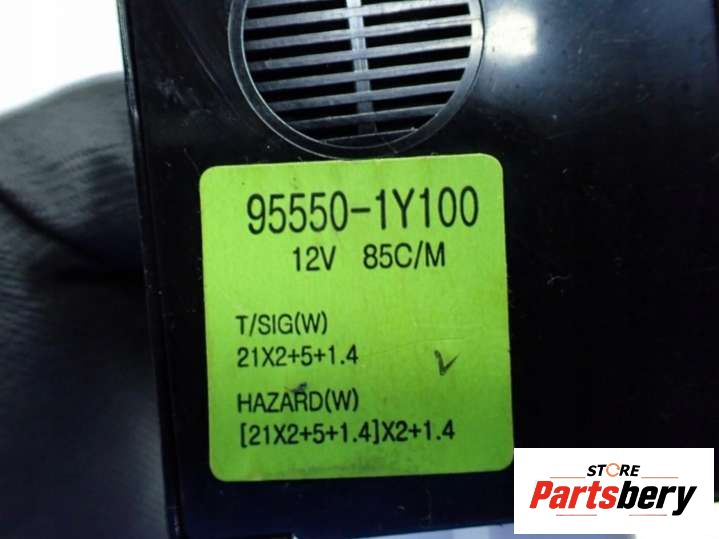 95550-1Y100
12V 85C/M
T/SIG(W)
21X2+5+1.4
HAZARD(W)
[21X2+5+1.4]X2+1.4
STORE
Partsbery